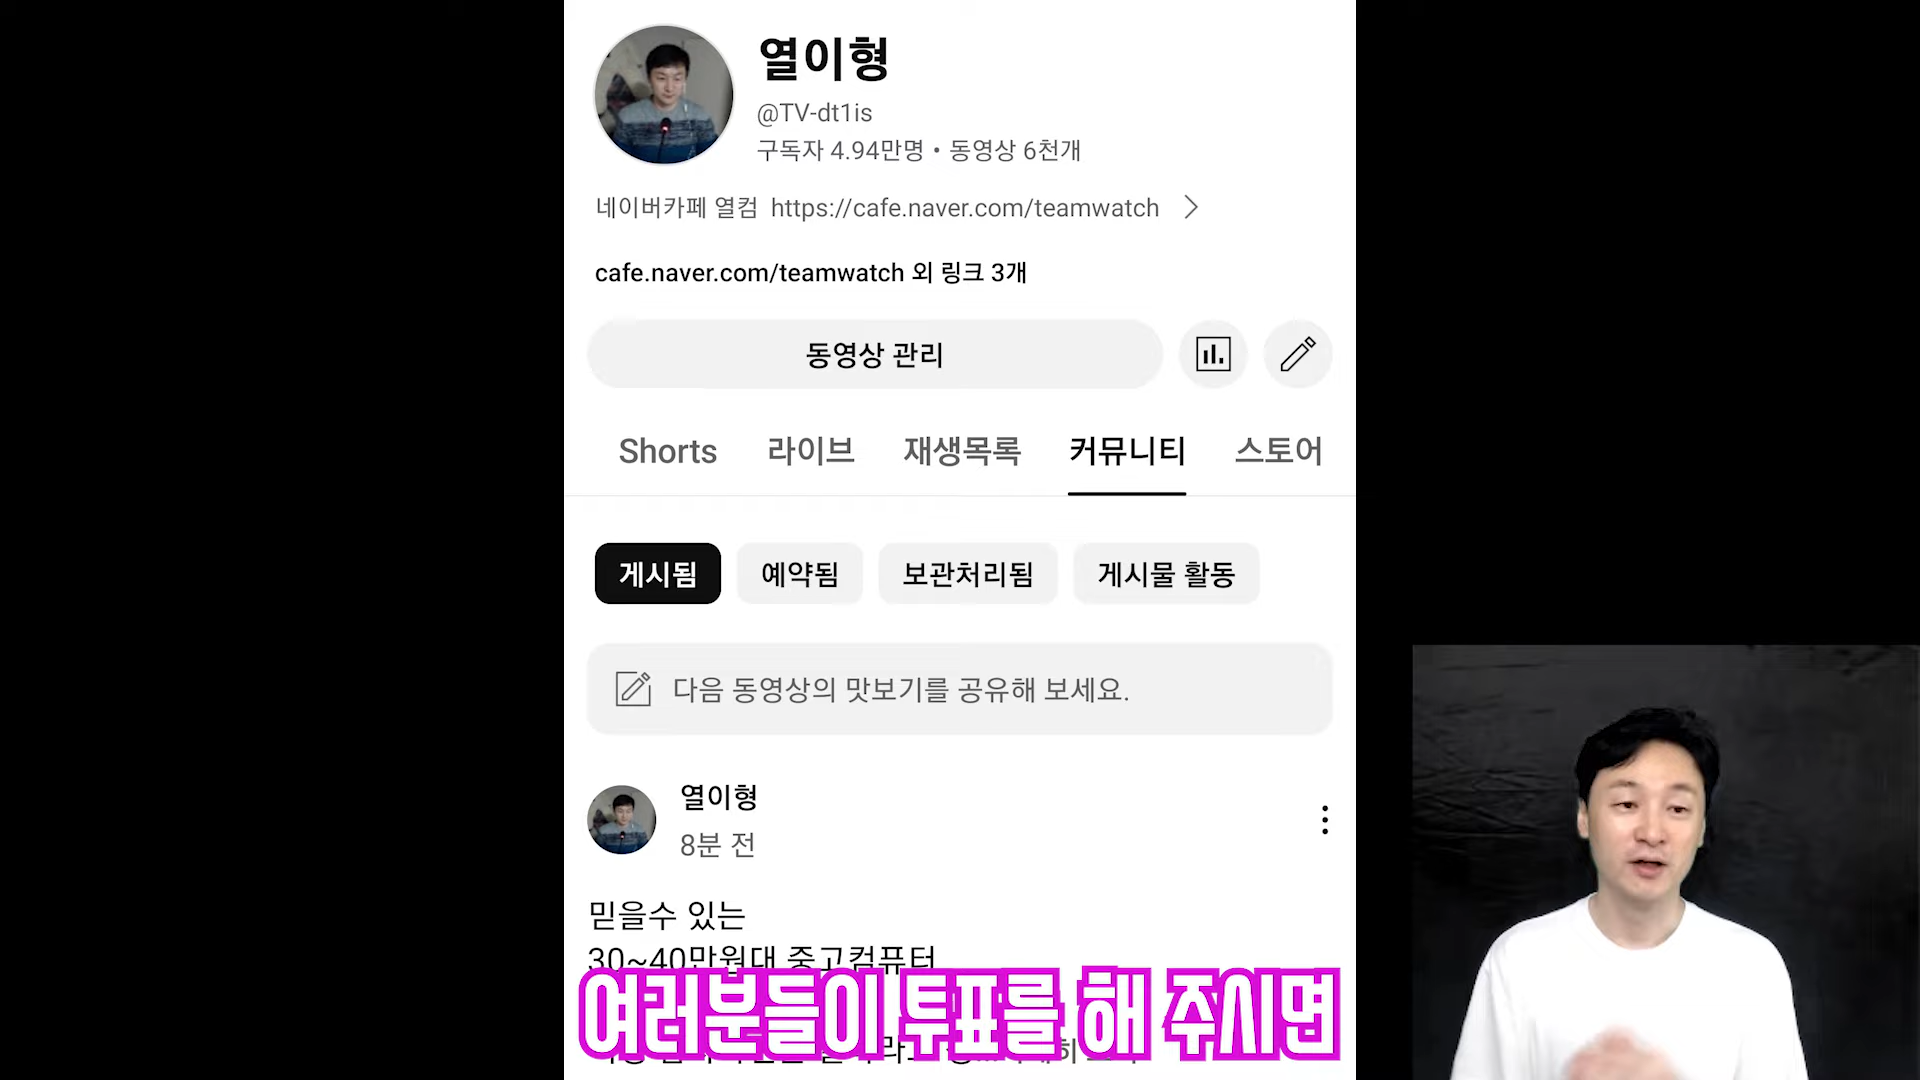 열이형
@TV-dt1is
구독자 4.94만명 • 동영상 6천개
네이버카페 열컴 https://cafe.naver.com/teamwatch
cafe.naver.com/teamwatch 외 링크 3개
동영상 관리
Shorts 라이브 재생목록 커뮤니티 스토어
게시됨 예약됨 보관처리됨 게시물 활동
다음 동영상의 맛보기를 공유해 보세요.
열이형
8분 전
믿을수 있는
30~40만원대 중고컴퓨터
여러분들이 투표를 해 주시면